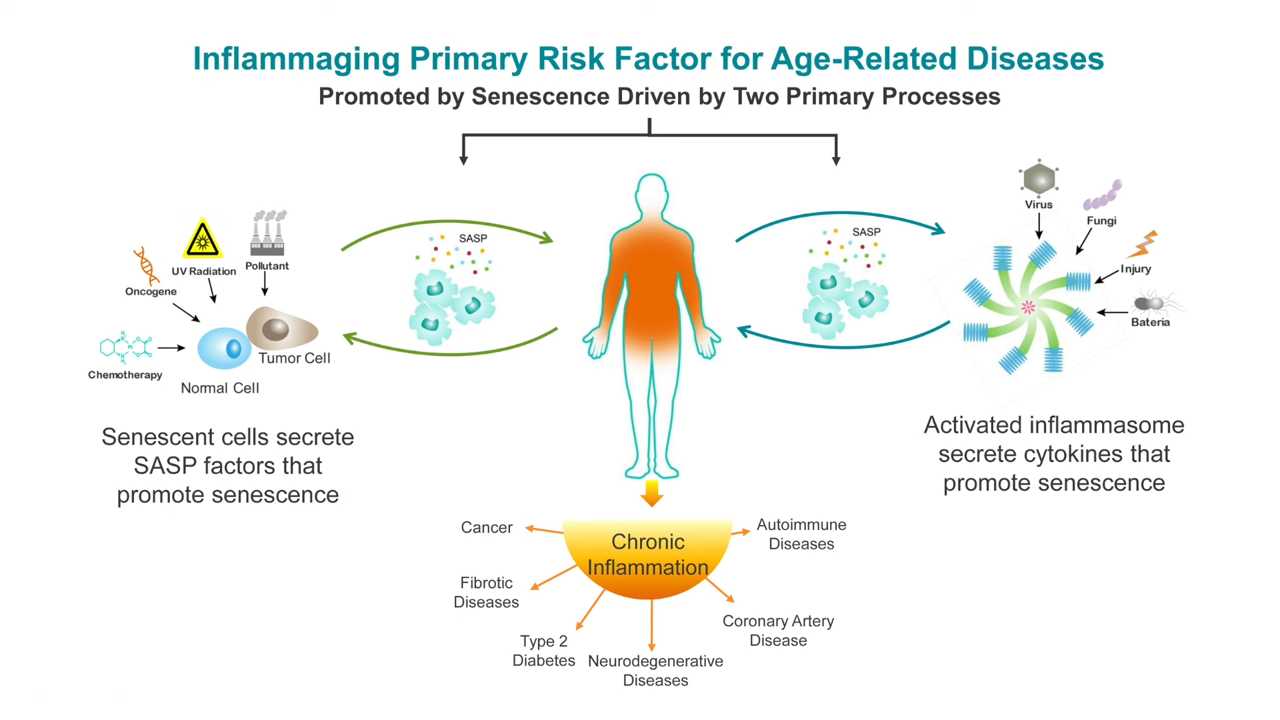 Inflammaging Primary Risk Factor for Age-Related Diseases
Promoted by Senescence Driven by Two Primary Processes
Oncogene
UV Radiation
Pollutant
Chemotherapy
Normal Cell
Tumor Cell
Senescent cells secrete
SASP factors that
promote senescence
SASP
SASP
Virus
Fungi
Injury
Bateria
Activated inflammasome
secrete cytokines that
promote senescence
Chronic
Inflammation
Cancer
Fibrotic
Diseases
Type 2
Diabetes
Neurodegenerative
Diseases
Coronary Artery
Disease
Autoimmune
Diseases